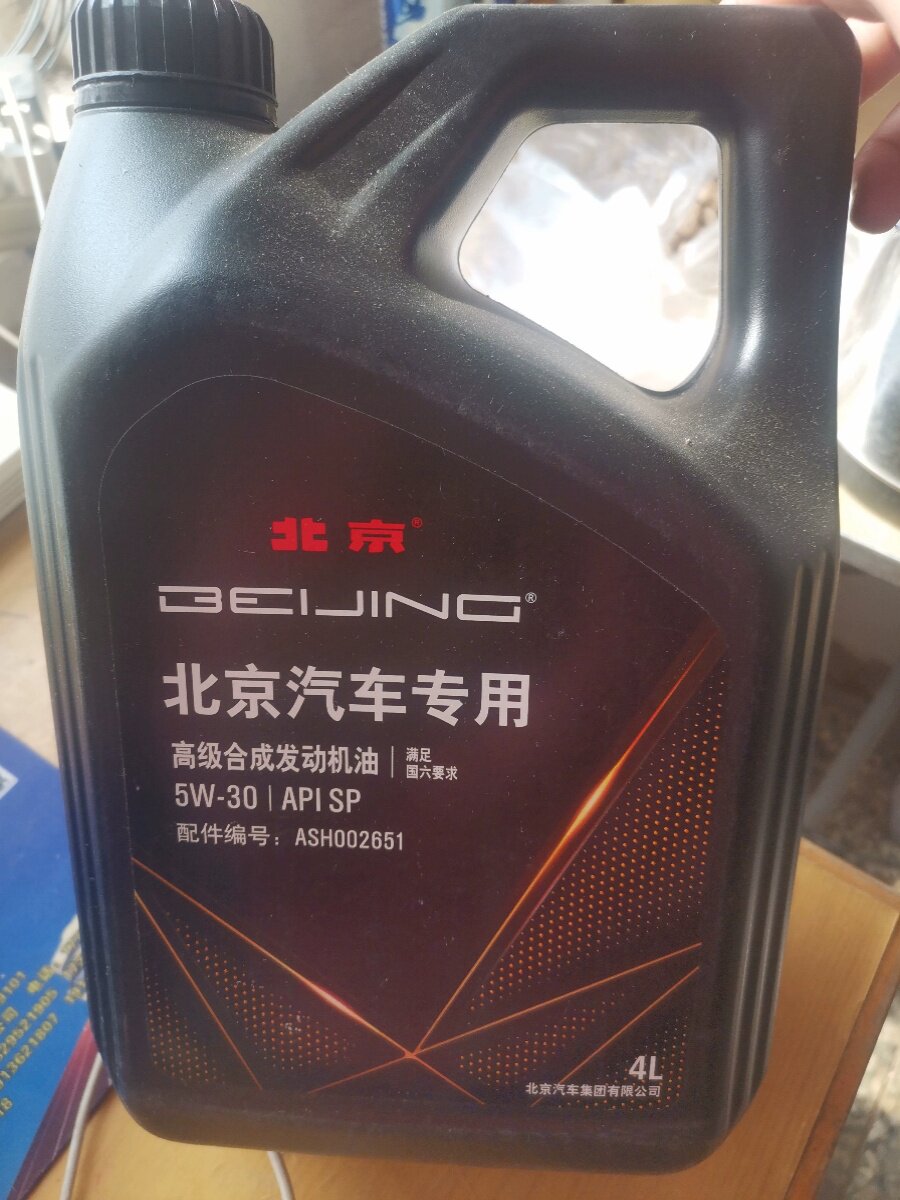 北京®
BEIJING®
北京汽车专用
高级合成发动机油 | 满足
国六要求
5W-30 | API SP
配件编号：ASH002651
4L
北京汽车集团有限公司